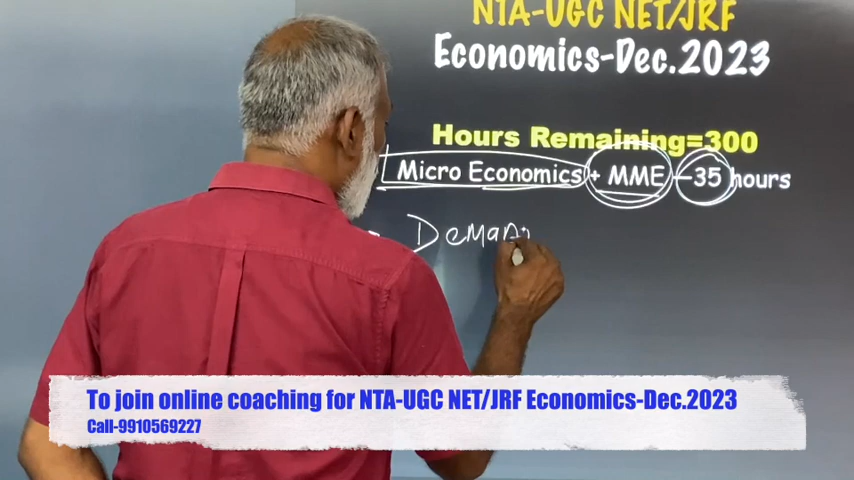 NTA-UGC NET/JRF
Economics-Dec.2023
Hours Remaining=300
Micro Economics + MME - 35 hours
- Deman
To join online coaching for NTA-UGC NET/JRF Economics-Dec.2023
Call-9910569227